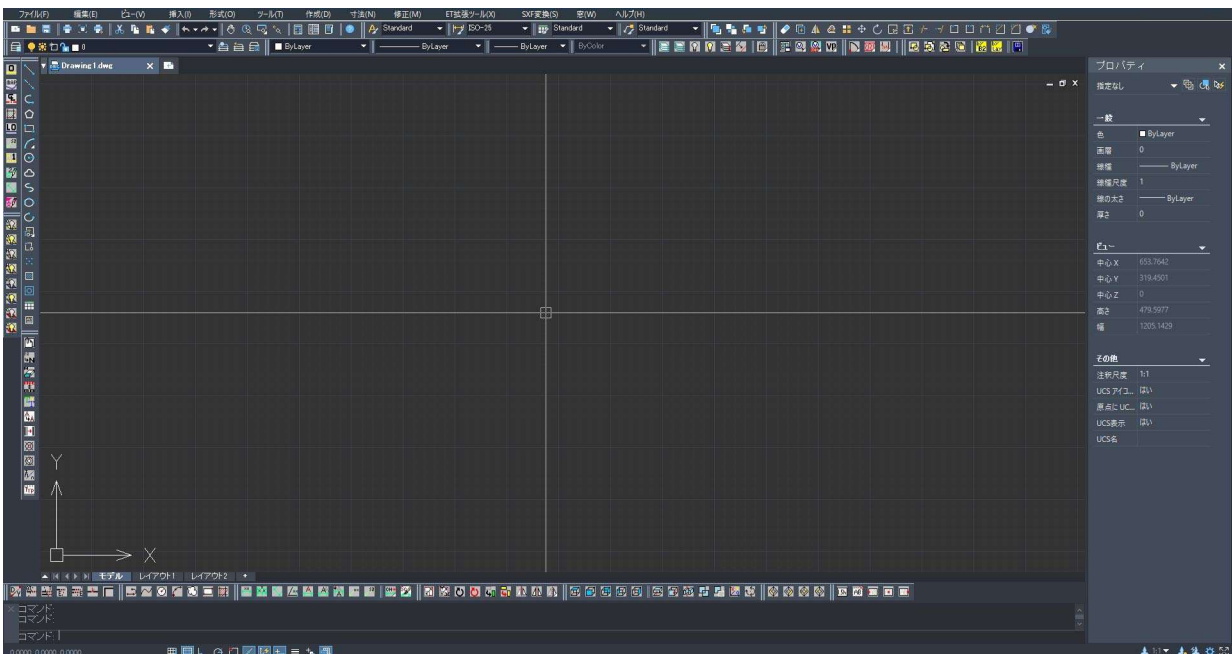 ファイル(F) 編集(E) ビュー(V) 挿入(I) 形式(O) ツール(T) 作成(D) 寸法(N) 修正(M) ET拡張ツール(X) SXF変換(S) 窓(W) ヘルプ(H)
Standard ISO-25 Standard Standard
0 ByLayer ByLayer ByLayer ByColor
Drawing1.dwg
プロパティ
指定なし
一般
色 ByLayer
画層 0
線種 ByLayer
線種尺度 1
線の太さ ByLayer
厚さ 0
ビュー
中心 X 653.7642
中心 Y 319.4501
中心 Z 0
高さ 479.5977
幅 1205.1429
その他
注釈尺度 1:1
UCS アイコ... はい
原点に UC... はい
UCS表示 はい
UCS名
Y
X
モデル レイアウト1 レイアウト2 +
コマンド:
コマンド:
コマンド:
0.0000, 0.0000, 0.0000 1:1